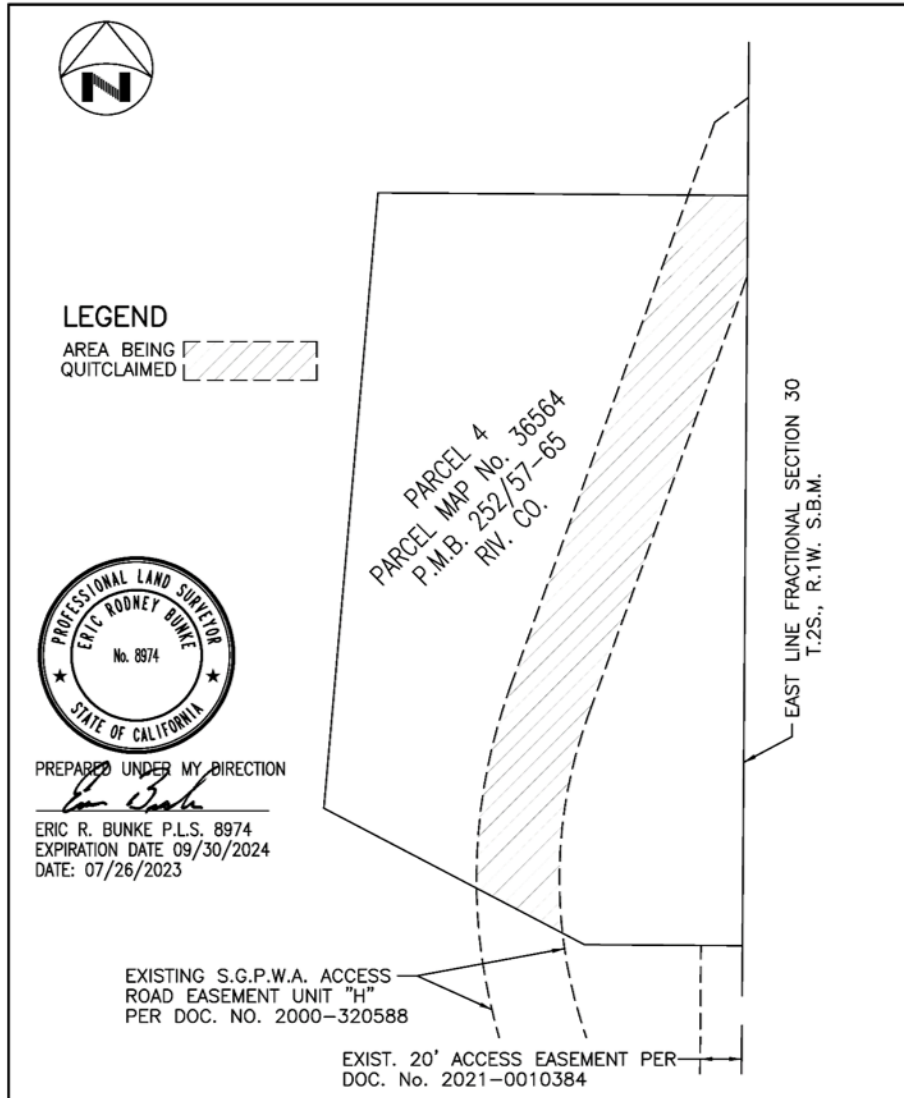 N
LEGEND
AREA BEING
QUITCLAIMED
PARCEL 4
PARCEL MAP No. 36564
P.M.B. 252/57-65
RIV. CO.
EAST LINE FRACTIONAL SECTION 30
T.2S., R.1W. S.B.M.
PROFESSIONAL LAND SURVEYOR
ERIC RODNEY BUNKE
No. 8974
STATE OF CALIFORNIA
PREPARED UNDER MY DIRECTION
ERIC R. BUNKE P.L.S. 8974
EXPIRATION DATE 09/30/2024
DATE: 07/26/2023
EXISTING S.G.P.W.A. ACCESS
ROAD EASEMENT UNIT "H"
PER DOC. NO. 2000-320588
EXIST. 20' ACCESS EASEMENT PER
DOC. No. 2021-0010384